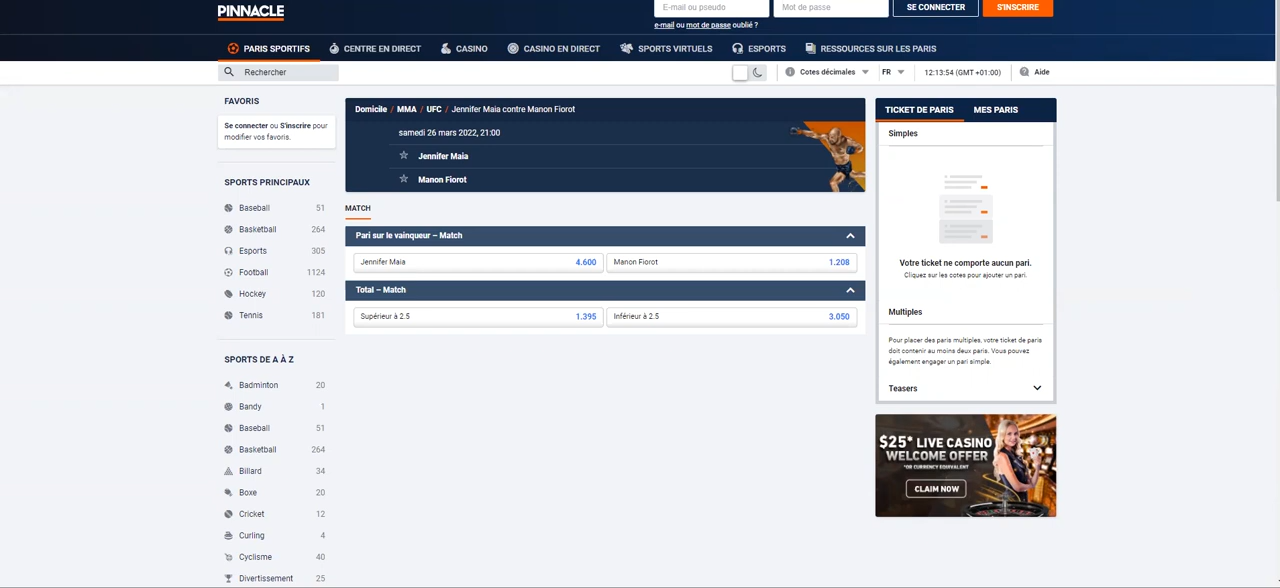 PINNACLE
E-mail ou pseudo
Mot de passe
SE CONNECTER
S'INSCRIRE
e-mail ou mot de passe oublié ?
PARIS SPORTIFS
CENTRE EN DIRECT
CASINO
CASINO EN DIRECT
SPORTS VIRTUELS
ESPORTS
RESSOURCES SUR LES PARIS
Rechercher
Cotes décimales
FR
12:13:54 (GMT +01:00)
Aide
FAVORIS
Se connecter ou S'inscrire pour
modifier vos favoris.
SPORTS PRINCIPAUX
Baseball 51
Basketball 264
Esports 305
Football 1124
Hockey 120
Tennis 181
SPORTS DE A À Z
Badminton 20
Bandy 1
Baseball 51
Basketball 264
Billard 34
Boxe 20
Cricket 12
Curling 4
Cyclisme 40
Divertissement 25
Domicile / MMA / UFC / Jennifer Maia contre Manon Fiorot
samedi 26 mars 2022, 21:00
Jennifer Maia
Manon Fiorot
MATCH
Pari sur le vainqueur – Match
Jennifer Maia 4.600
Manon Fiorot 1.208
Total – Match
Supérieur à 2.5 1.395
Inférieur à 2.5 3.050
TICKET DE PARIS
MES PARIS
Simples
Votre ticket ne comporte aucun pari.
Cliquez sur les cotes pour ajouter un pari.
Multiples
Pour placer des paris multiples, votre ticket de paris
doit contenir au moins deux paris. Vous pouvez
également engager un pari simple.
Teasers
$25* LIVE CASINO
WELCOME OFFER
*OR CURRENCY EQUIVALENT
CLAIM NOW